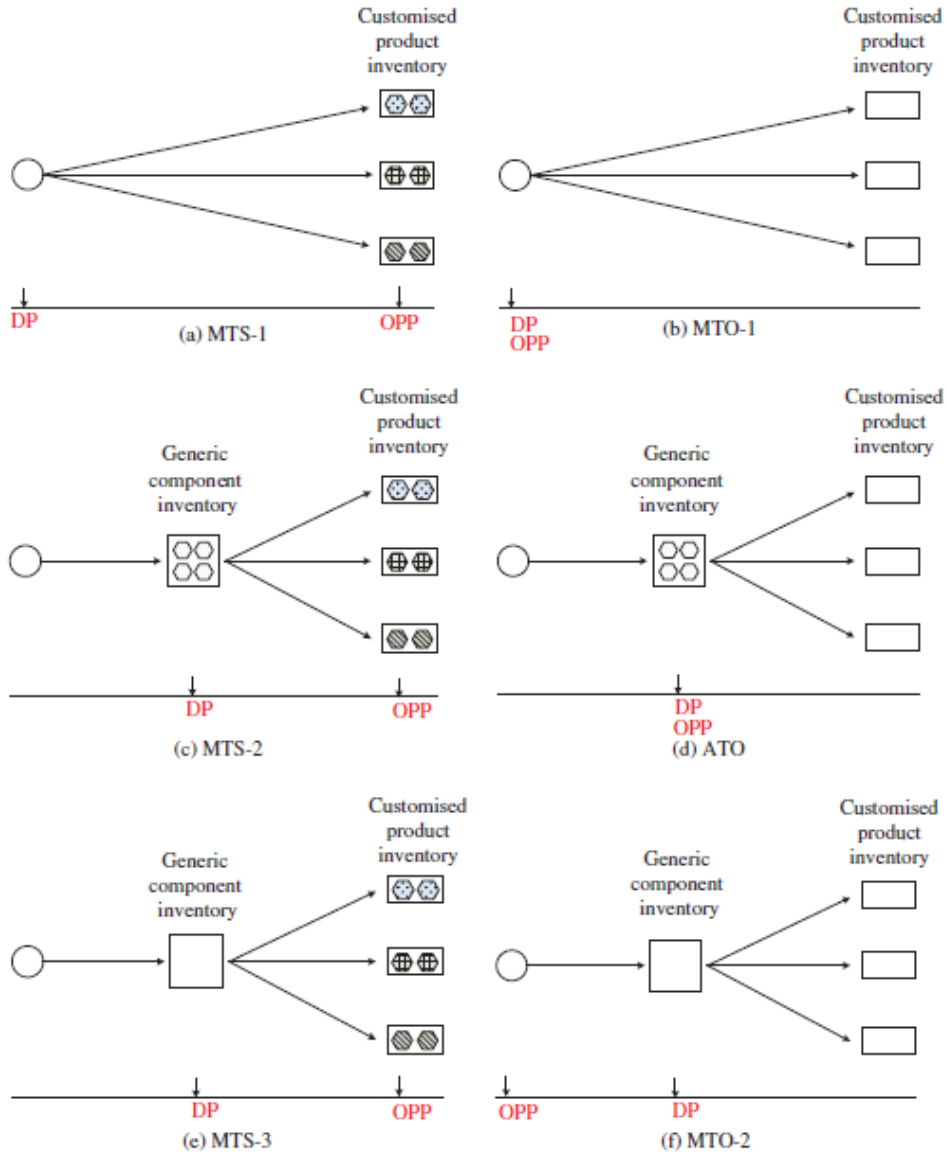 Customised
product
inventory
DP
OPP
(a) MTS-1
Customised
product
inventory
DP
OPP
(b) MTO-1
Customised
product
inventory
Generic
component
inventory
DP
OPP
(c) MTS-2
Customised
product
inventory
Generic
component
inventory
DP
OPP
(d) ATO
Customised
product
inventory
Generic
component
inventory
DP
OPP
(e) MTS-3
Customised
product
inventory
Generic
component
inventory
OPP
DP
(f) MTO-2